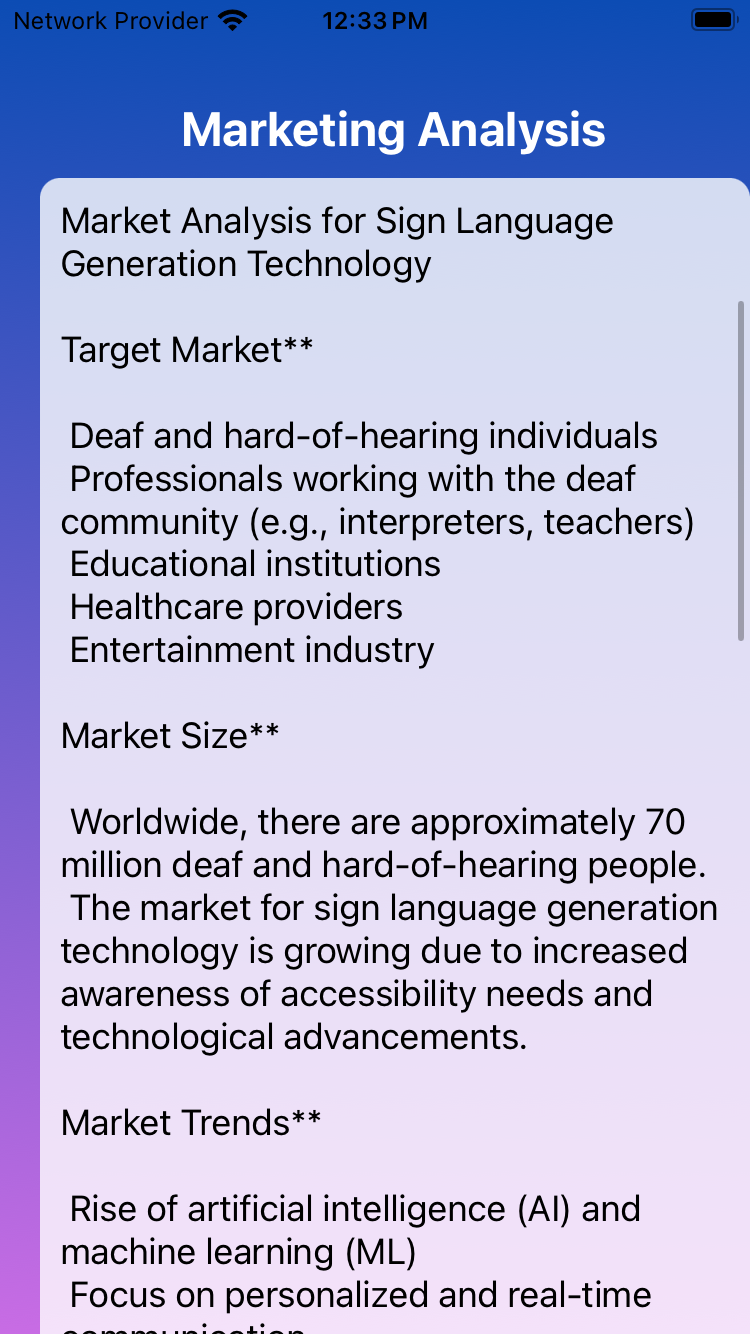 Network Provider 12:33 PM
Marketing Analysis
Market Analysis for Sign Language
Generation Technology
Target Market**
Deaf and hard-of-hearing individuals
Professionals working with the deaf
community (e.g., interpreters, teachers)
Educational institutions
Healthcare providers
Entertainment industry
Market Size**
Worldwide, there are approximately 70
million deaf and hard-of-hearing people.
The market for sign language generation
technology is growing due to increased
awareness of accessibility needs and
technological advancements.
Market Trends**
Rise of artificial intelligence (AI) and
machine learning (ML)
Focus on personalized and real-time
communication